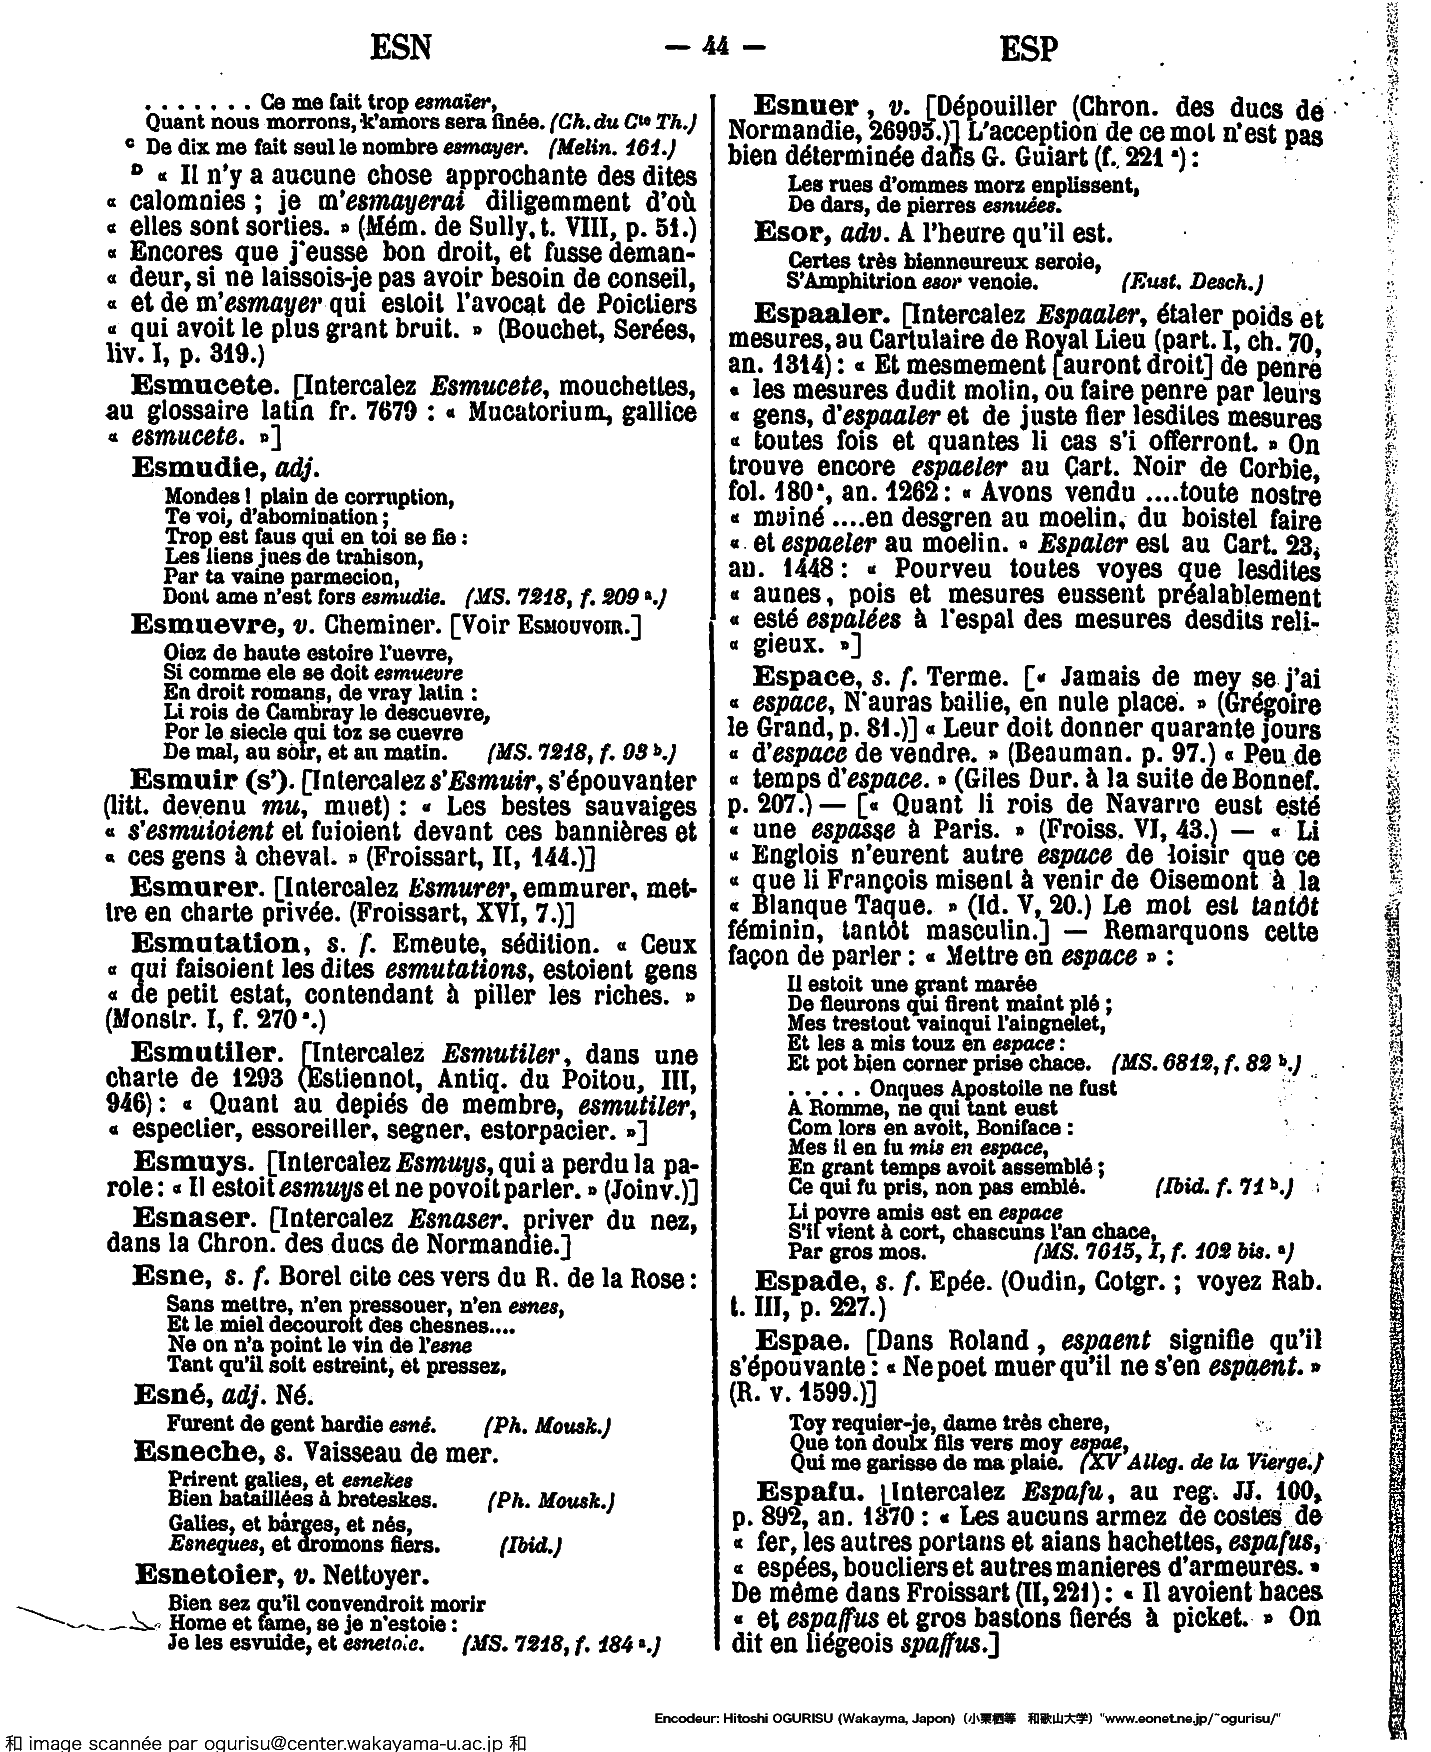 ESN — 44 — ESP
. . . . . . . Ce me fait trop esmaïer,
Quant nous morrons, k'amors sera finée. (Ch. du Cte Th.)
C De dix me fait seul le nombre esmayer. (Melin. 161.)
D « Il n'y a aucune chose approchante des dites
« calomnies ; je m'esmayerai diligemment d'où
« elles sont sorties. » (Mém. de Sully, t. VIII, p. 51.)
« Encores que j'eusse bon droit, et fusse deman-
« deur, si ne laissois-je pas avoir besoin de conseil,
« et de m'esmayer qui estoit l'avocat de Poictiers
« qui avoit le plus grant bruit. » (Bouchet, Serées,
liv. I, p. 319.)
Esmucete. [Intercalez Esmucete, mouchettes,
au glossaire latin fr. 7679 : « Mucatorium, gallice
« esmucete. »]
Esmudie, adj.
Mondes ! plain de corruption,
Te voi, d'abomination ;
Trop est faus qui en toi se fie :
Les liens jues de trahison,
Par ta vaine parmecion,
Dont ame n'est fors esmudie. (MS. 7218, f. 209 a.)
Esmuevre, v. Cheminer. [Voir ESMOUVOIR.]
Oiez de haute estoire l'uevre,
Si comme ele se doit esmuevre
En droit romans, de vray latin :
Li rois de Cambray le descuevre,
Por le siecle qui toz se cuevre
De mal, au soir, et au matin. (MS. 7218, f. 93 b.)
Esmuir (s'). [Intercalez s'Esmuir, s'épouvanter
(litt. devenu mu, muet) : « Les bestes sauvaiges
« s'esmuioient et fuioient devant ces bannières et
« ces gens à cheval. » (Froissart, II, 144.)]
Esmurer. [Intercalez Esmurer, emmurer, met-
tre en charte privée. (Froissart, XVI, 7.)]
Esmutation, s. f. Emeute, sédition. « Ceux
« qui faisoient les dites esmutations, estoient gens
« de petit estat, contendant à piller les riches. »
(Monstr. I, f. 270 a.)
Esmutiler. [Intercalez Esmutiler, dans une
charte de 1293 (Estiennot, Antiq. du Poitou, III,
946) : « Quant au depiés de membre, esmutiler,
« espectier, essoreiller, segner, estorpacier. »]
Esmuys. [Intercalez Esmuys, qui a perdu la pa-
role : « Il estoit esmuys et ne povoit parler. » (Joinv.)]
Esnaser. [Intercalez Esnaser, priver du nez,
dans la Chron. des ducs de Normandie.]
Esne, s. f. Borel cite ces vers du R. de la Rose :
Sans mettre, n'en pressouer, n'en esnes,
Et le miel decouroit des chesnes....
Ne on n'a point le vin de l'esne
Tant qu'il soit estreint, et pressez.
Esné, adj. Né.
Furent de gent hardie esné. (Ph. Mousk.)
Esneche, s. Vaisseau de mer.
Prirent galies, et esnekes
Bien bataillées à breteskes. (Ph. Mousk.)
Galies, et barges, et nés,
Esneques, et dromons fiers. (Ibid.)
Esnetoier, v. Nettoyer.
Bien sez qu'il convendroit morir
Home et fame, se je n'estoie :
Je les esvuide, et esnetoie. (MS. 7218, f. 184 a.)
Esnuer, v. [Dépouiller (Chron. des ducs de
Normandie, 26995.)] L'acception de ce mot n'est pas
bien déterminée dans G. Guiart (f. 221 a) :
Les rues d'ommes morz enplissent,
De dars, de pierres esnuées.
Esor, adv. A l'heure qu'il est.
Certes très bienneureux seroie,
S'Amphitrion esor venoie. (Eust. Desch.)
Espaaler. [Intercalez Espaaler, étaler poids et
mesures, au Cartulaire de Royal Lieu (part. I, ch. 70,
an. 1314) : « Et mesmement [auront droit] de penre
« les mesures dudit molin, ou faire penre par leurs
« gens, d'espaaler et de juste fier lesdites mesures
« toutes fois et quantes li cas s'i offerront. » On
trouve encore espaeler au Cart. Noir de Corbie,
fol. 180 a, an. 1262 : « Avons vendu ....toute nostre
« moiné ....en desgren au moelin, du boistel faire
« et espaeler au moelin. » Espaler est au Cart. 23,
an. 1448 : « Pourveu toutes voyes que lesdites
« aunes, pois et mesures eussent préalablement
« esté espalées à l'espal des mesures desdits reli-
« gieux. »]
Espace, s. f. Terme. [« Jamais de mey se j'ai
« espace, N'auras bailie, en nule place. » (Grégoire
le Grand, p. 81.)] « Leur doit donner quarante jours
« d'espace de vendre. » (Beauman. p. 97.) « Peu de
« temps d'espace. » (Giles Dur. à la suite de Bonnef.
p. 207.) — [« Quant li rois de Navarre eust esté
« une espasse à Paris. » (Froiss. VI, 43.) — « Li
« Englois n'eurent autre espace de loisir que ce
« que li François misent à venir de Oisemont à la
« Blanque Taque. » (Id. V, 20.) Le mot est tantôt
féminin, tantôt masculin.] — Remarquons cette
façon de parler : « Mettre en espace » :
Il estoit une grant marée
De fleurons qui firent maint plé ;
Mes trestout vainqui l'aingnelet,
Et les a mis touz en espace :
Et pot bien corner prise chace. (MS. 6812, f. 82 b.)
. . . . . Onques Apostoile ne fust
A Romme, ne qui tant eust
Com lors en avoit, Boniface :
Mes il en fu mis en espace,
En grant temps avoit assemblé ;
Ce qui fu pris, non pas emblé. (Ibid. f. 71 b.)
Li povre amis est en espace
S'il vient à cort, chascuns l'an chace,
Par gros mos. (MS. 7615, I, f. 102 bis. a)
Espade, s. f. Epée. (Oudin, Cotgr. ; voyez Rab.
t. III, p. 227.)
Espae. [Dans Roland, espaent signifie qu'il
s'épouvante : « Ne poet muer qu'il ne s'en espaent. »
(R. v. 1599.)]
Toy requier-je, dame très chere,
Que ton doulx fils vers moy espae,
Qui me garisse de ma plaie. (XV Alleg. de la Vierge.)
Espafu. [Intercalez Espafu, au reg. JJ. 100,
p. 892, an. 1370 : « Les aucuns armez de costes de
« fer, les autres portans et aians hachettes, espafus,
« espées, boucliers et autres manieres d'armeures. »
De même dans Froissart (II, 221) : « Il avoient haces
« et espaffus et gros bastons fierés à picket. » On
dit en liégeois spaffus.]
Encodeur: Hitoshi OGURISU (Wakayma, Japon) (小栗栖等 和歌山大学) "www.eonet.ne.jp/~ogurisu/"
和 image scannée par ogurisu@center.wakayama-u.ac.jp 和